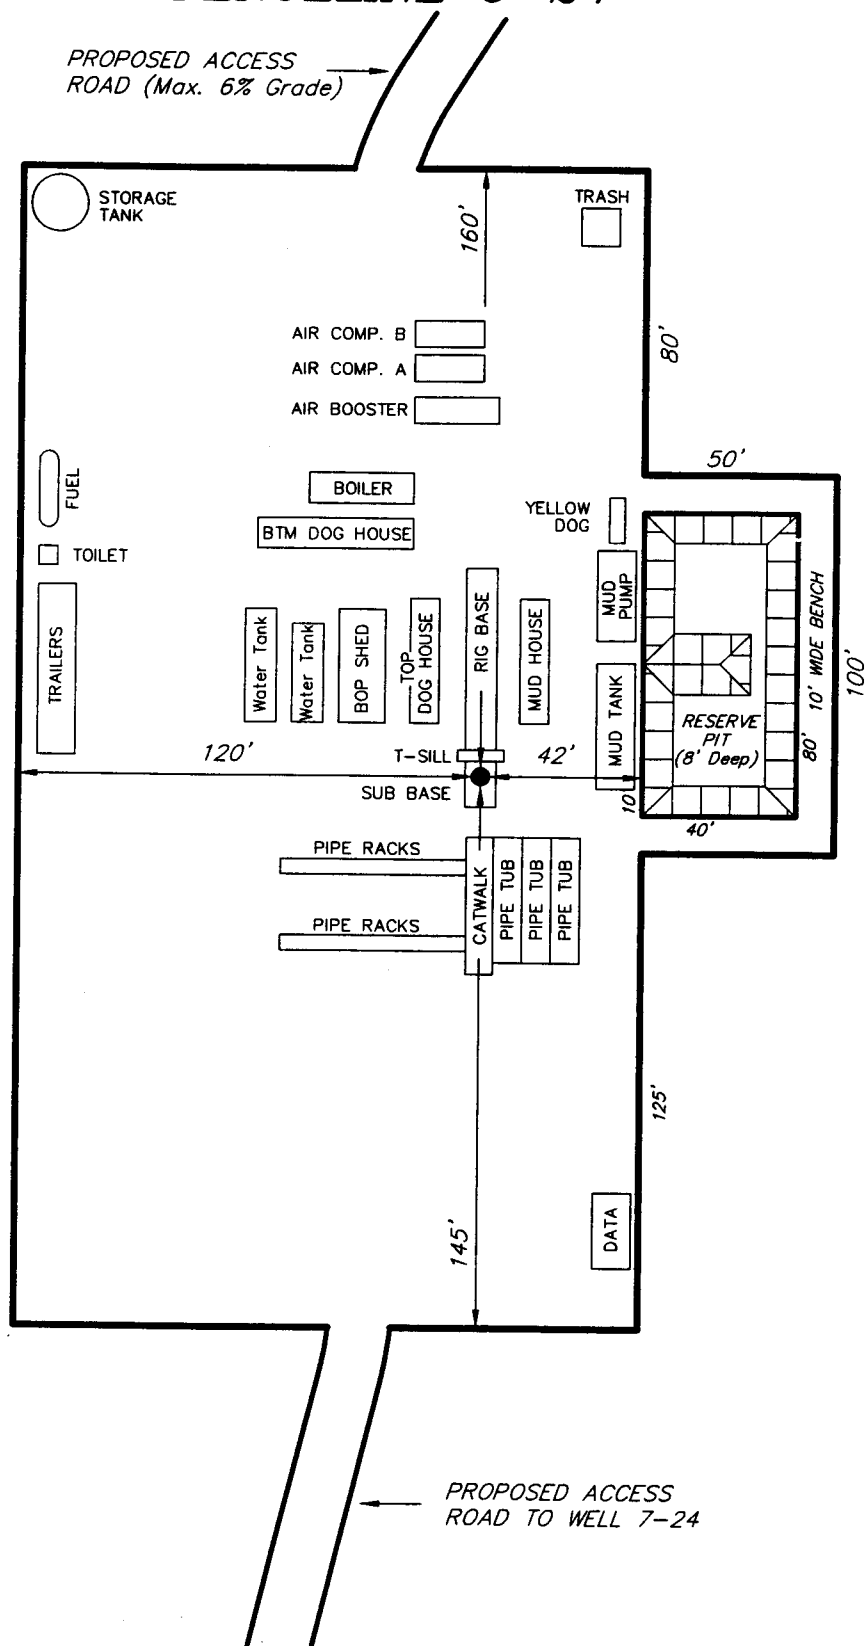 PROPOSED ACCESS
ROAD (Max. 6% Grade)
STORAGE
TANK
160'
TRASH
AIR COMP. B
AIR COMP. A
AIR BOOSTER
80'
50'
FUEL
BOILER
YELLOW
DOG
BTM DOG HOUSE
TOILET
TRAILERS
Water Tank
Water Tank
BOP SHED
TOP
DOG HOUSE
RIG BASE
MUD HOUSE
MUD
PUMP
MUD TANK
10' WIDE BENCH
100'
RESERVE
PIT
(8' Deep)
80'
120'
T-SILL
42'
SUB BASE
10'
40'
PIPE RACKS
PIPE RACKS
CATWALK
PIPE TUB
PIPE TUB
PIPE TUB
125'
145'
DATA
PROPOSED ACCESS
ROAD TO WELL 7-24